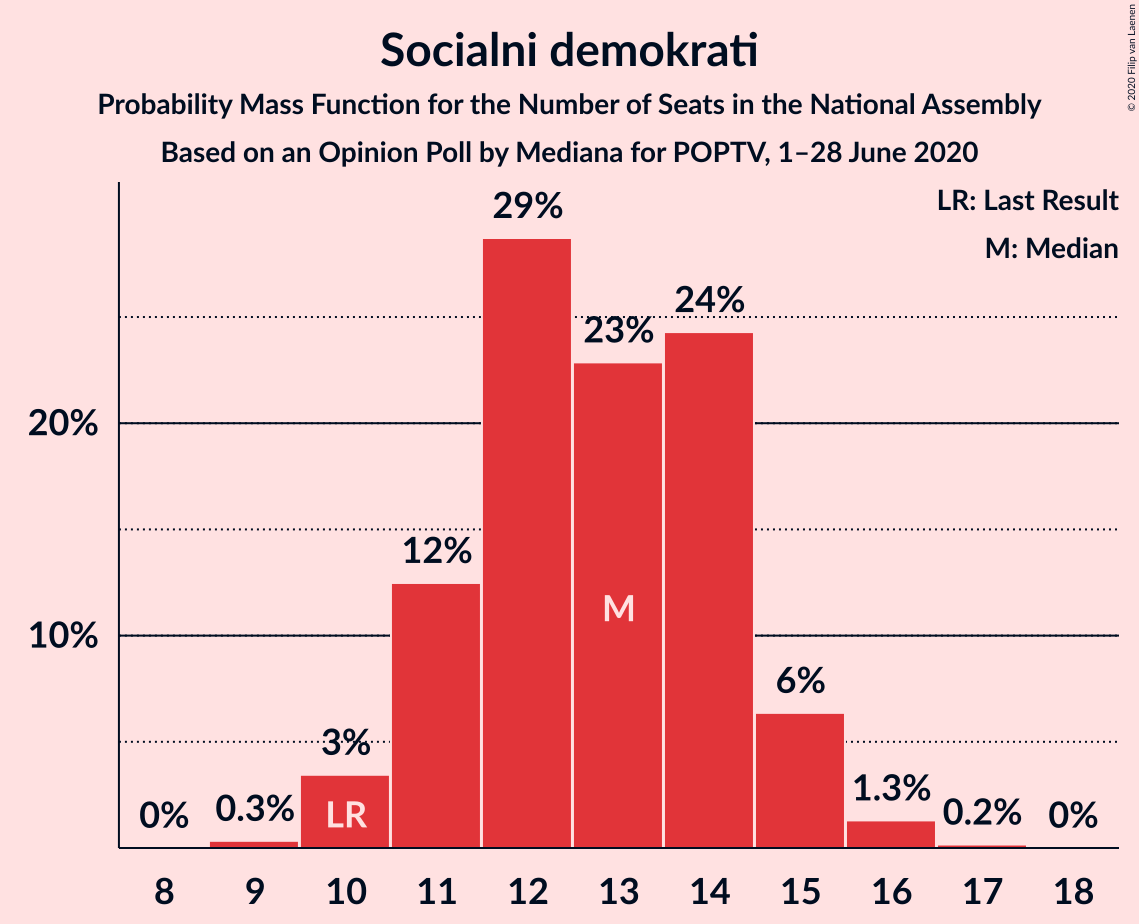 Socialni demokrati
Probability Mass Function for the Number of Seats in the National Assembly
Based on an Opinion Poll by Mediana for POPTV, 1–28 June 2020
© 2020 Filip van Laenen
LR: Last Result
M: Median
20%
10%
0%
0.3%
3%
12%
29%
23%
24%
6%
1.3%
0.2%
0%
LR
M
8 9 10 11 12 13 14 15 16 17 18